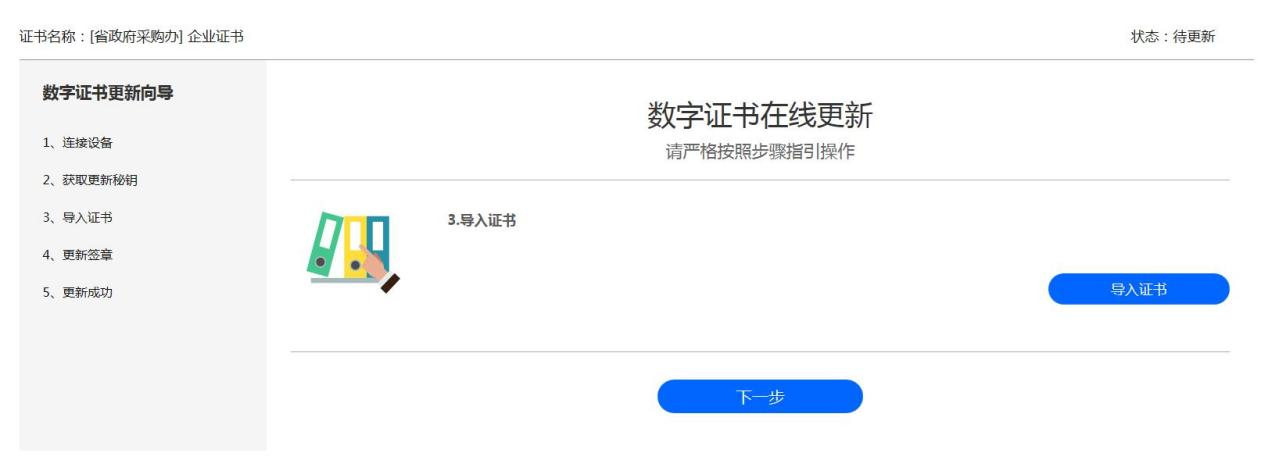 证书名称：[省政府采购办] 企业证书
状态：待更新
数字证书更新向导
1、连接设备
2、获取更新秘钥
3、导入证书
4、更新签章
5、更新成功
数字证书在线更新
请严格按照步骤指引操作
3.导入证书
导入证书
下一步